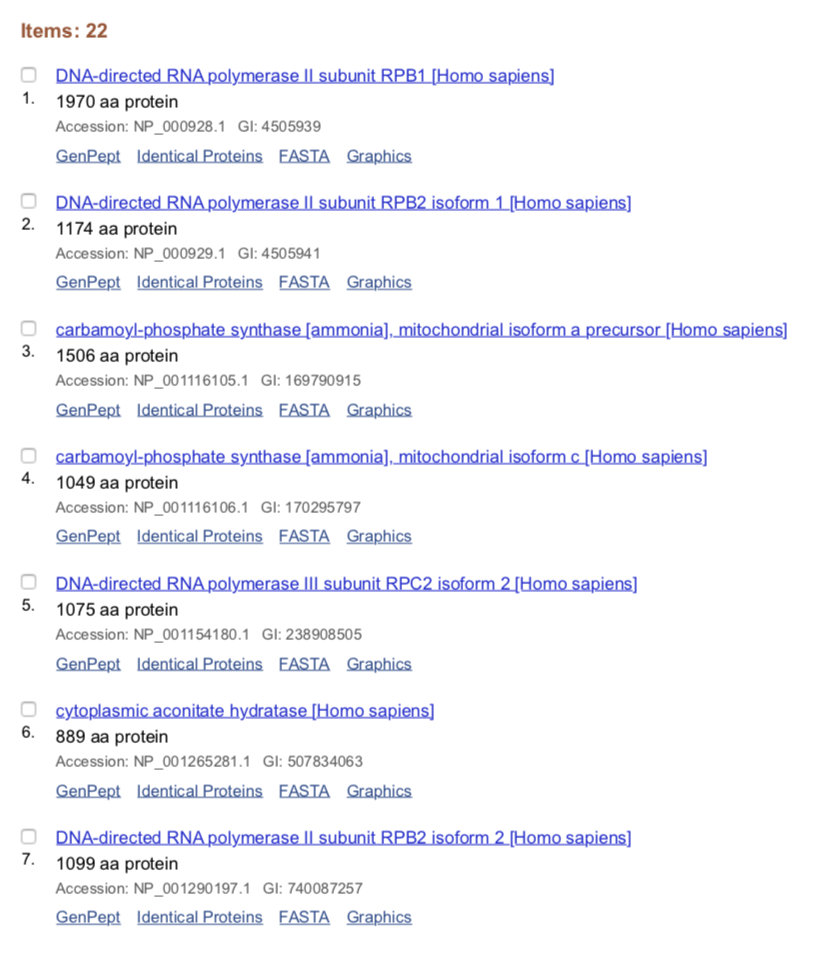 Items: 22
DNA-directed RNA polymerase II subunit RPB1 [Homo sapiens]
1. 1970 aa protein
Accession: NP_000928.1 GI: 4505939
GenPept Identical Proteins FASTA Graphics
DNA-directed RNA polymerase II subunit RPB2 isoform 1 [Homo sapiens]
2. 1174 aa protein
Accession: NP_000929.1 GI: 4505941
GenPept Identical Proteins FASTA Graphics
carbamoyl-phosphate synthase [ammonia], mitochondrial isoform a precursor [Homo sapiens]
3. 1506 aa protein
Accession: NP_001116105.1 GI: 169790915
GenPept Identical Proteins FASTA Graphics
carbamoyl-phosphate synthase [ammonia], mitochondrial isoform c [Homo sapiens]
4. 1049 aa protein
Accession: NP_001116106.1 GI: 170295797
GenPept Identical Proteins FASTA Graphics
DNA-directed RNA polymerase III subunit RPC2 isoform 2 [Homo sapiens]
5. 1075 aa protein
Accession: NP_001154180.1 GI: 238908505
GenPept Identical Proteins FASTA Graphics
cytoplasmic aconitate hydratase [Homo sapiens]
6. 889 aa protein
Accession: NP_001265281.1 GI: 507834063
GenPept Identical Proteins FASTA Graphics
DNA-directed RNA polymerase II subunit RPB2 isoform 2 [Homo sapiens]
7. 1099 aa protein
Accession: NP_001290197.1 GI: 740087257
GenPept Identical Proteins FASTA Graphics